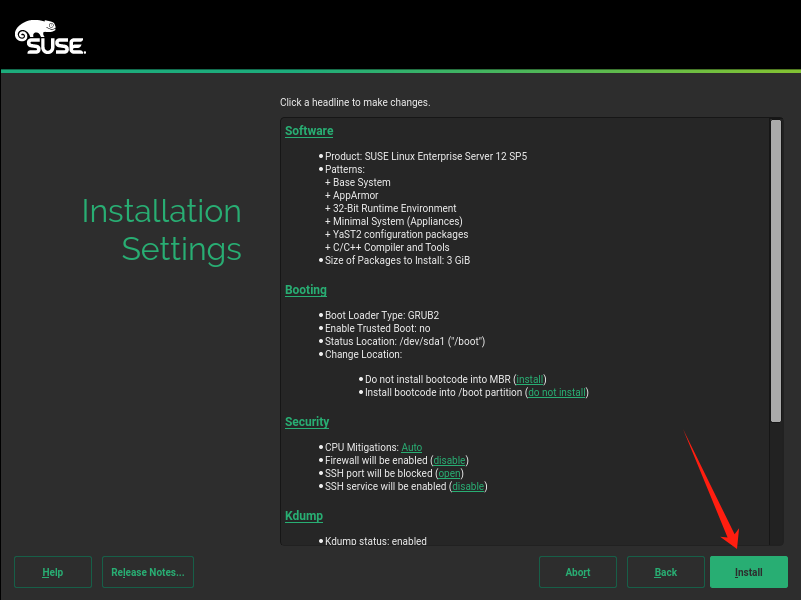 SUSE
Click a headline to make changes.
Installation
Settings
Software
• Product: SUSE Linux Enterprise Server 12 SP5
• Patterns:
+ Base System
+ AppArmor
+ 32-Bit Runtime Environment
+ Minimal System (Appliances)
+ YaST2 configuration packages
+ C/C++ Compiler and Tools
• Size of Packages to Install: 3 GiB
Booting
• Boot Loader Type: GRUB2
• Enable Trusted Boot: no
• Status Location: /dev/sda1 ("/boot")
• Change Location:
• Do not install bootcode into MBR (install)
• Install bootcode into /boot partition (do not install)
Security
• CPU Mitigations: Auto
• Firewall will be enabled (disable)
• SSH port will be blocked (open)
• SSH service will be enabled (disable)
Kdump
• Kdump status: enabled
Help
Release Notes...
Abort
Back
Install